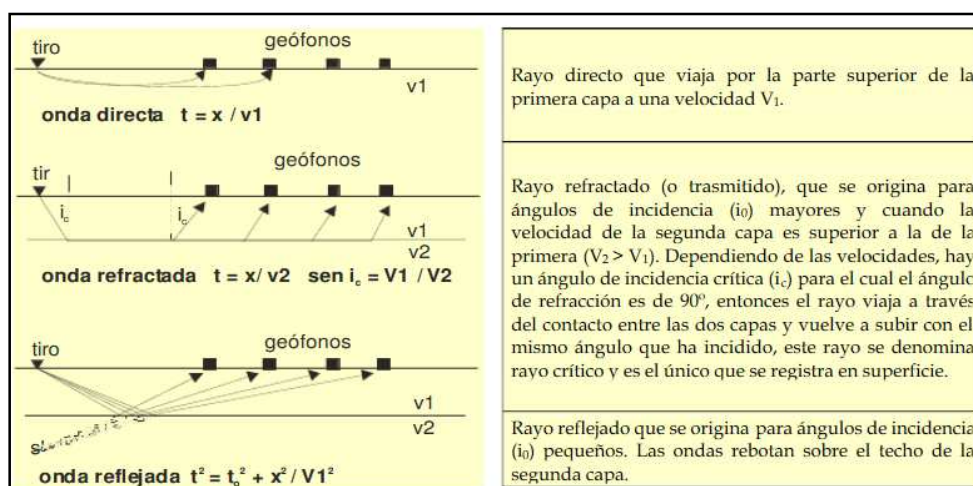 tiro
geófonos
v1
onda directa t = x / v1
geófonos
tir
i_c
i_c
v1
v2
onda refractada t = x/ v2 sen i_c = V1 / V2
tiro
geófonos
v1
v2
onda reflejada t² = t_o² + x² / V1²
Rayo directo que viaja por la parte superior de la
primera capa a una velocidad V₁.
Rayo refractado (o trasmitido), que se origina para
ángulos de incidencia (i₀) mayores y cuando la
velocidad de la segunda capa es superior a la de la
primera (V₂ > V₁). Dependiendo de las velocidades, hay
un ángulo de incidencia crítica (i_c) para el cual el ángulo
de refracción es de 90º, entonces el rayo viaja a través
del contacto entre las dos capas y vuelve a subir con el
mismo ángulo que ha incidido, este rayo se denomina
rayo crítico y es el único que se registra en superficie.
Rayo reflejado que se origina para ángulos de incidencia
(i₀) pequeños. Las ondas rebotan sobre el techo de la
segunda capa.